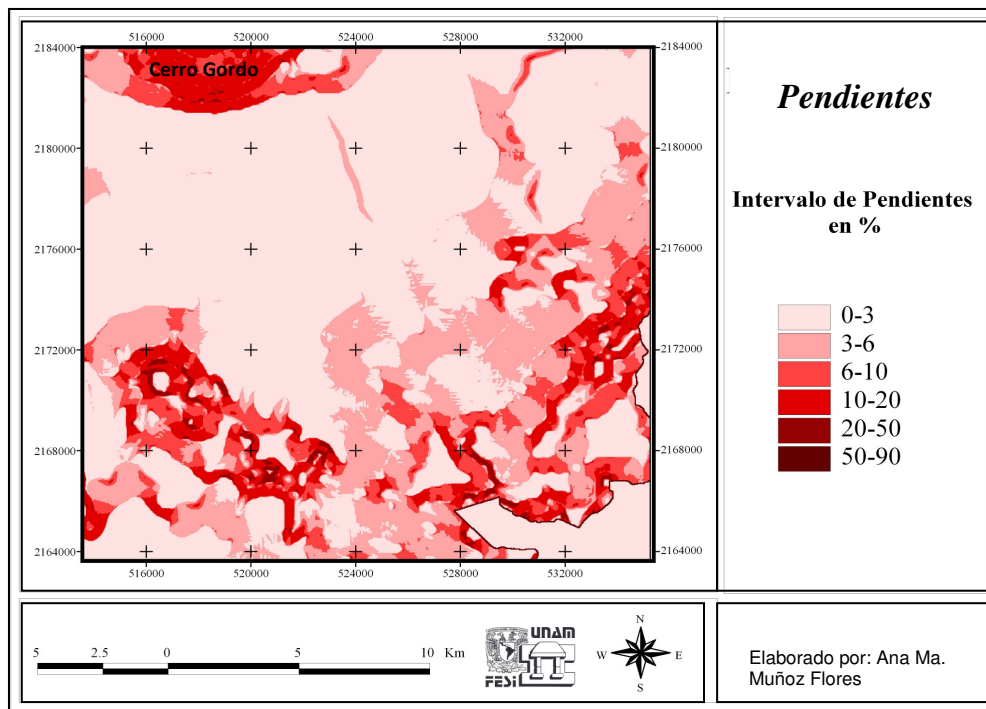 516000 520000 524000 528000 532000
2184000 2184000
Cerro Gordo
2180000 2180000
2176000 2176000
2172000 2172000
2168000 2168000
2164000 2164000
516000 520000 524000 528000 532000
Pendientes
Intervalo de Pendientes
en %
0-3
3-6
6-10
10-20
20-50
50-90
5 2.5 0 5 10 Km
UNAM
FESI
N
W E
S
Elaborado por: Ana Ma.
Muñoz Flores